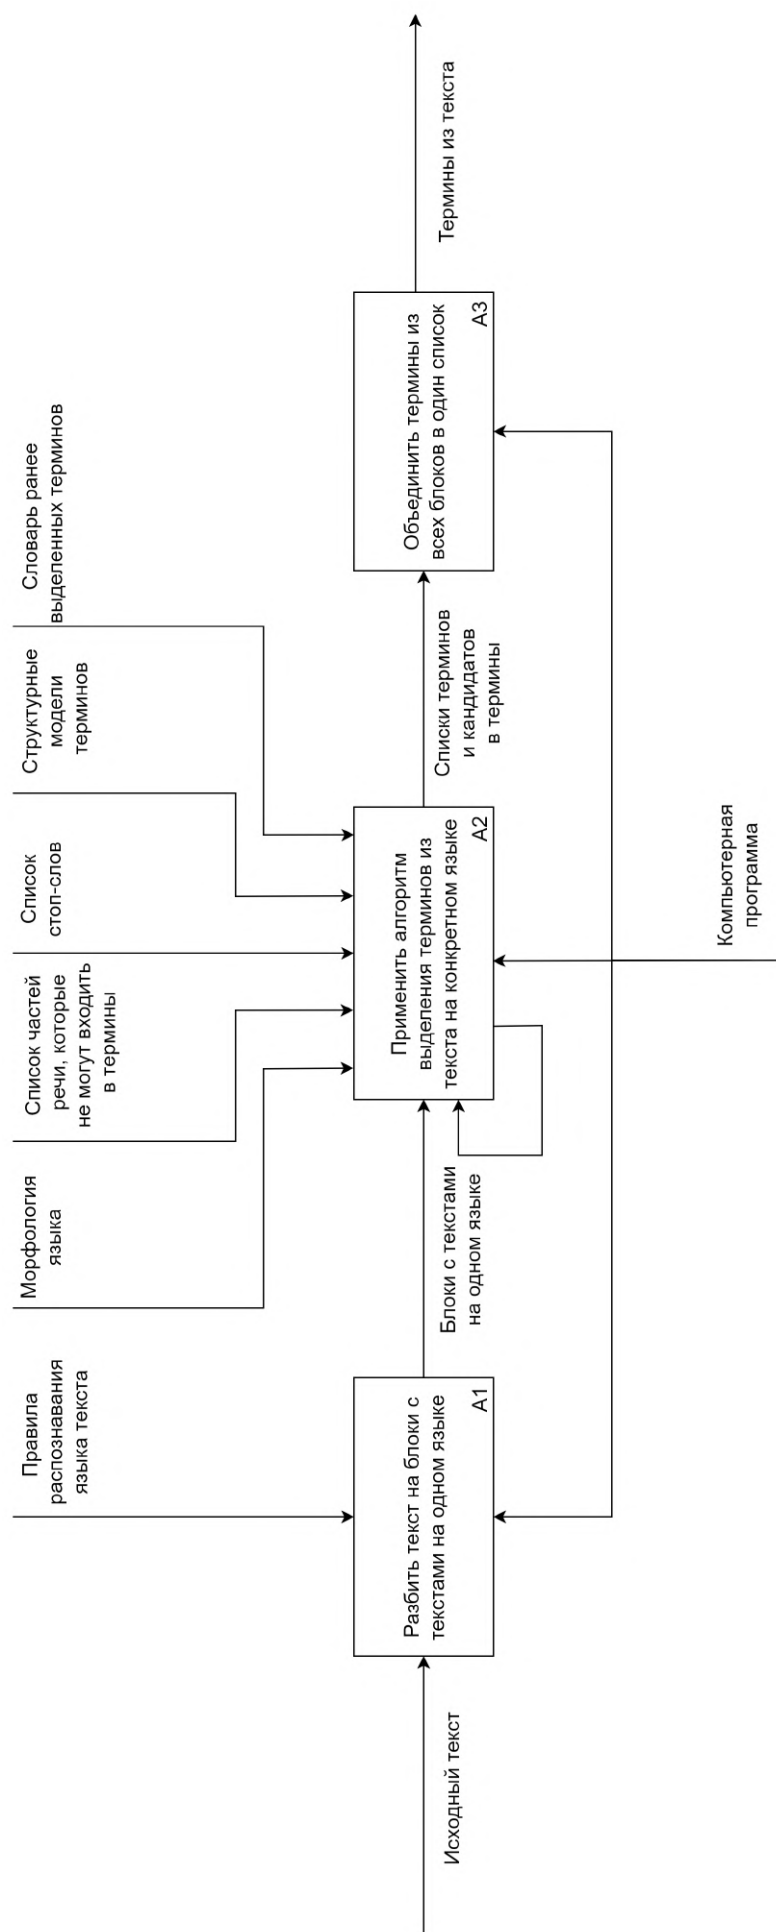 Правила
распознавания
языка текста
Морфология
языка
Список частей
речи, которые
не могут входить
в термины
Список
стоп-слов
Структурные
модели
терминов
Словарь ранее
выделенных терминов
Исходный текст
Разбить текст на блоки с
текстами на одном языке
A1
Блоки с текстами
на одном языке
Применить алгоритм
выделения терминов из
текста на конкретном языке
A2
Списки терминов
и кандидатов
в термины
Объединить термины из
всех блоков в один список
A3
Термины из текста
Компьютерная
программа